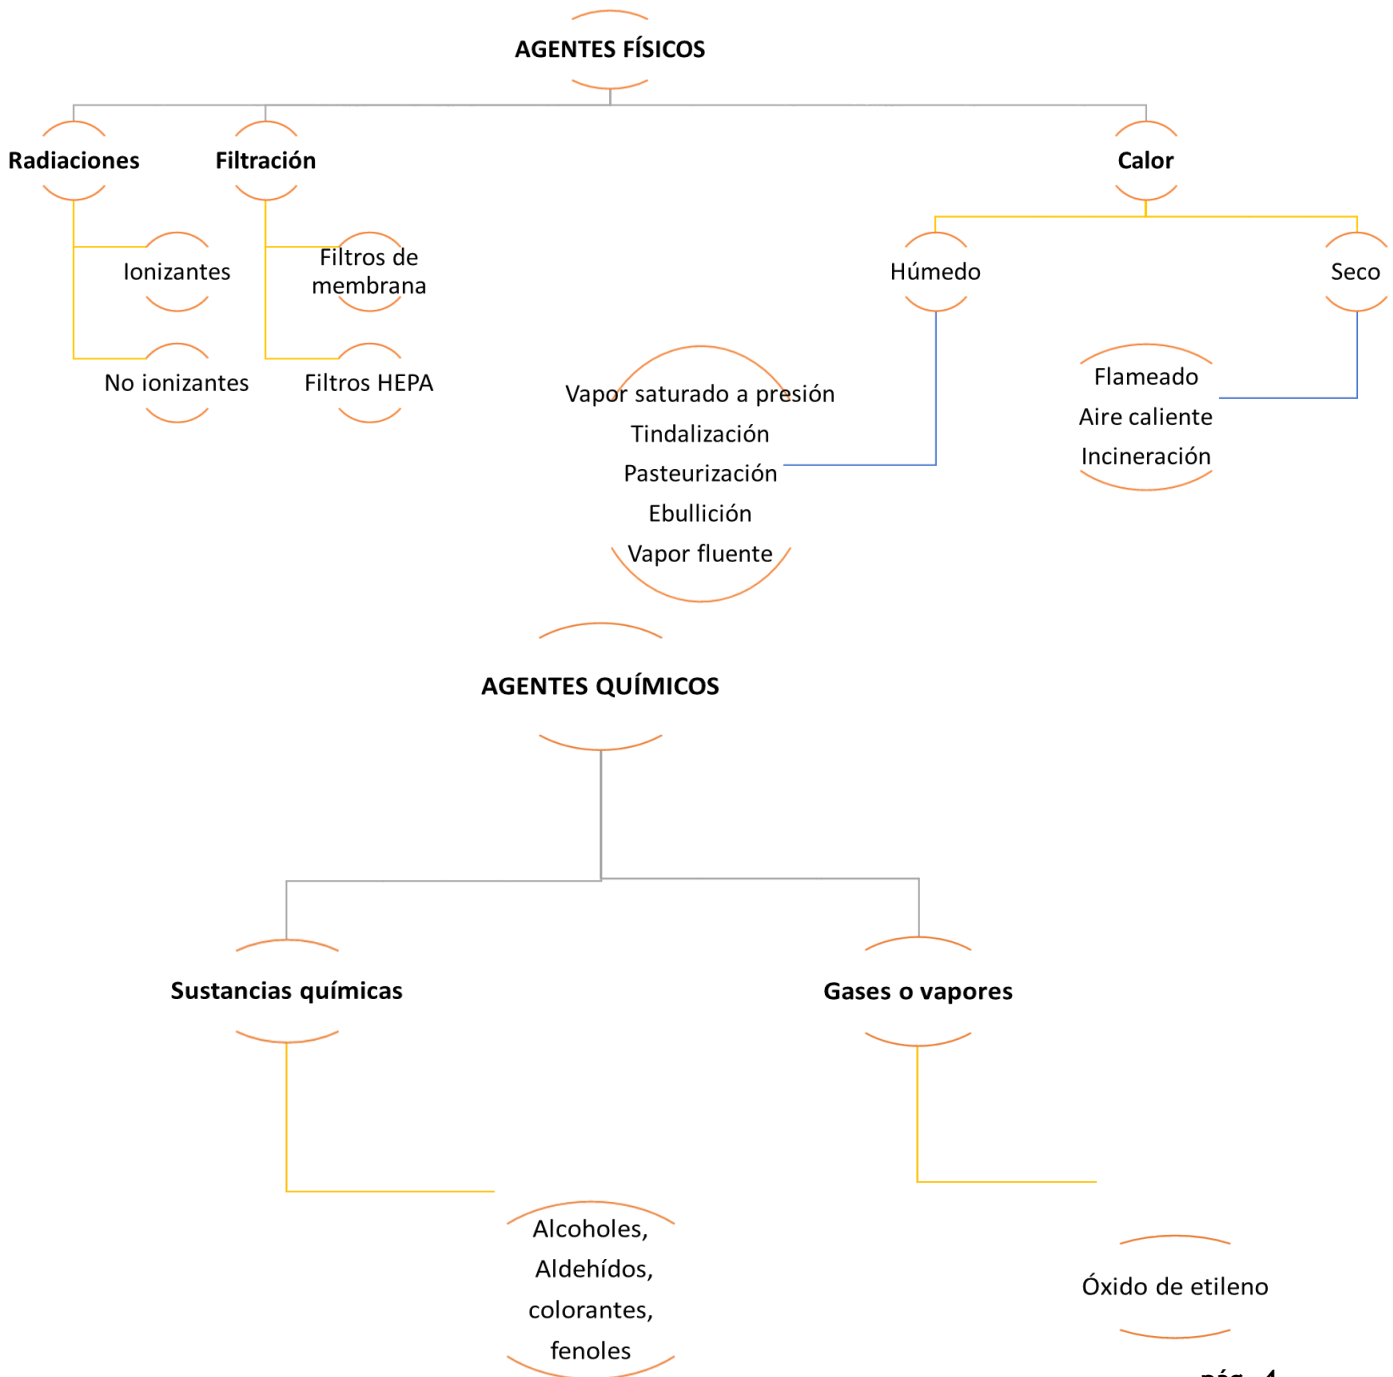 AGENTES FÍSICOS
Radiaciones
Filtración
Calor
Ionizantes
No ionizantes
Filtros de
membrana
Filtros HEPA
Húmedo
Seco
Vapor saturado a presión
Tindalización
Pasteurización
Ebullición
Vapor fluente
Flameado
Aire caliente
Incineración
AGENTES QUÍMICOS
Sustancias químicas
Gases o vapores
Alcoholes,
Aldehídos,
colorantes,
fenoles
Óxido de etileno
pág. 4